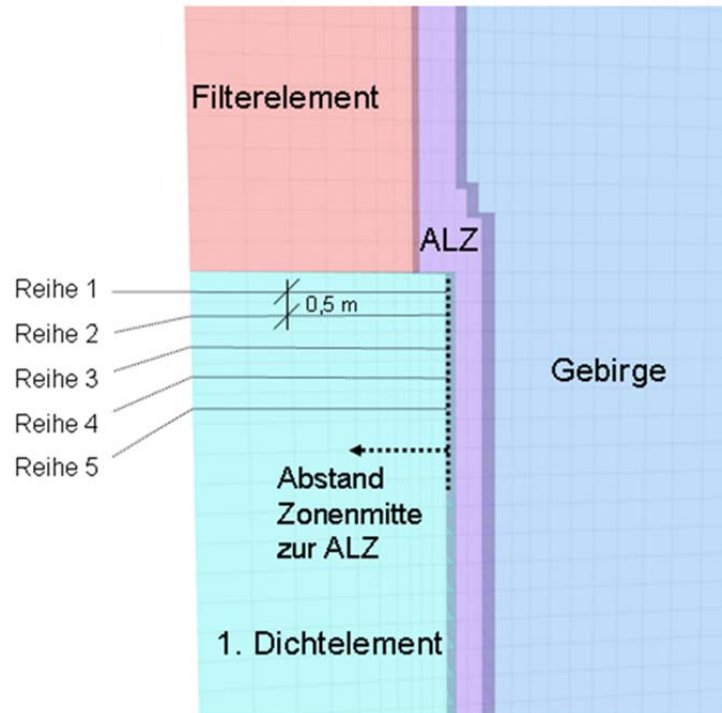 Filterelement
ALZ
Reihe 1
0,5 m
Reihe 2
Reihe 3
Gebirge
Reihe 4
Reihe 5
Abstand
Zonenmitte
zur ALZ
1. Dichtelement